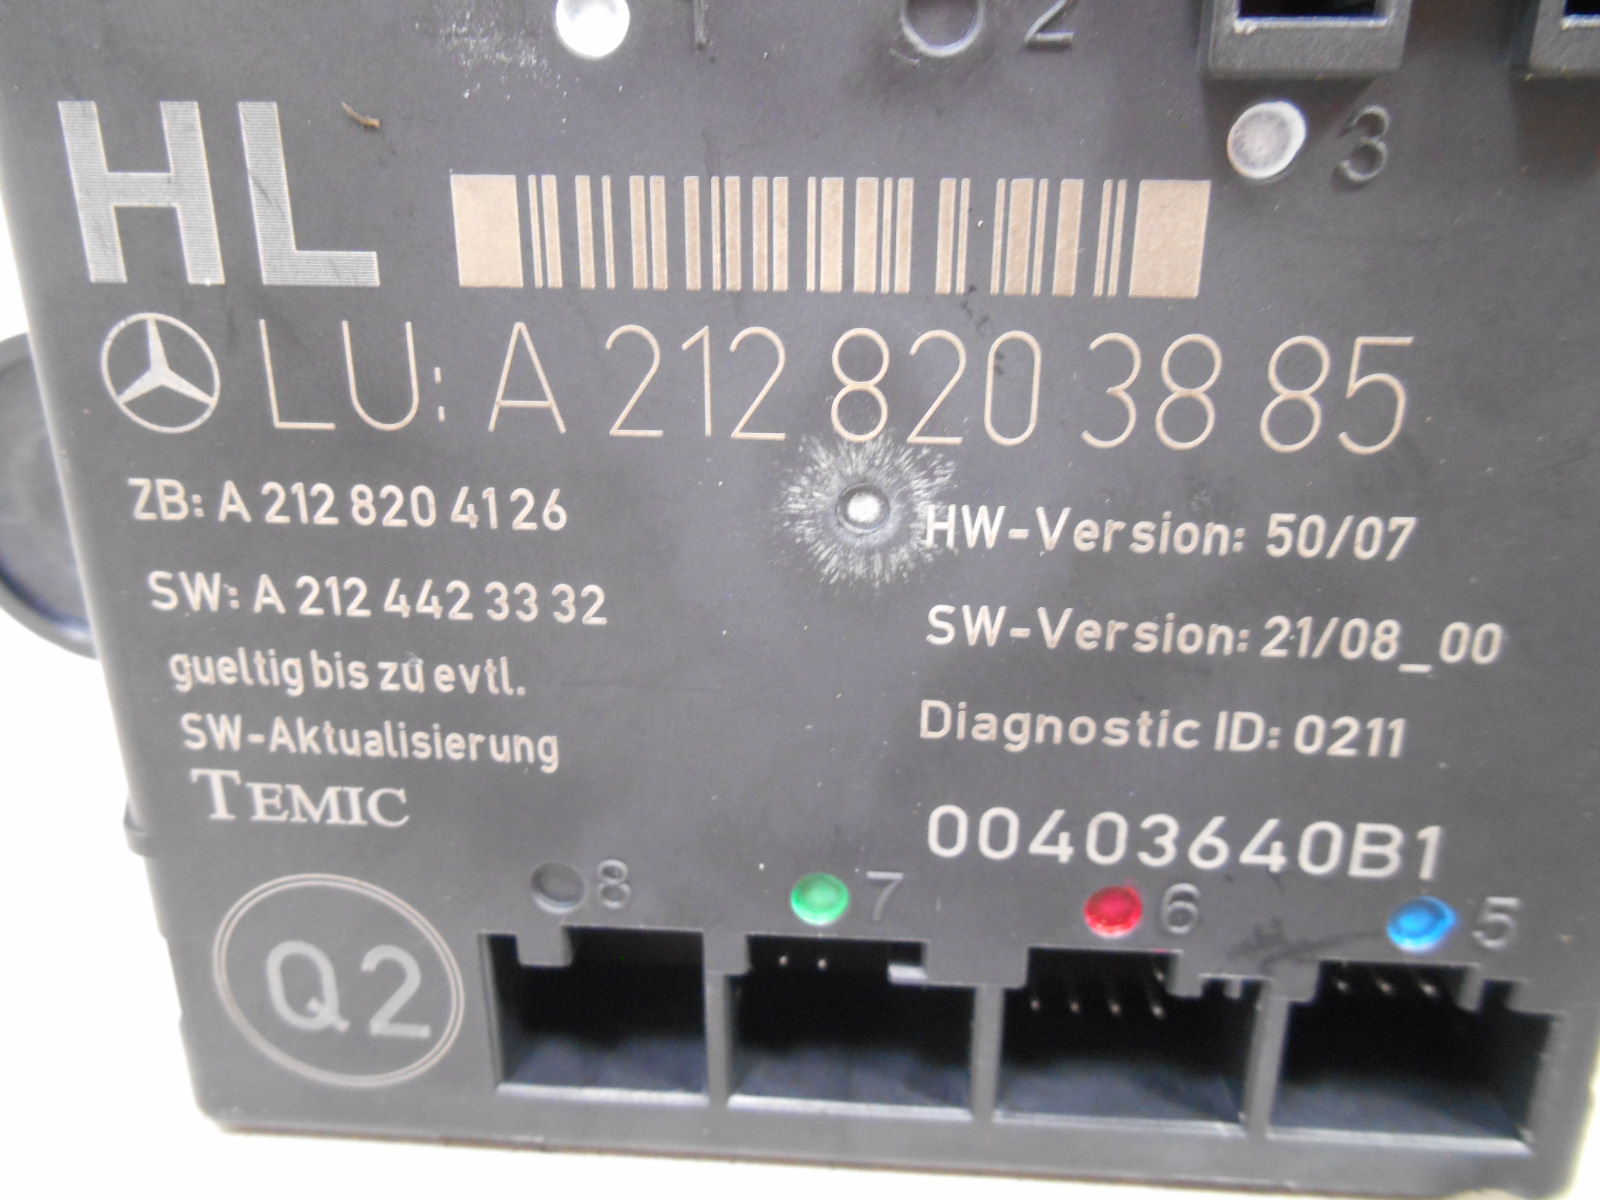 1 2
3
HL
LU: A 212 820 38 85
ZB: A 212 820 41 26
HW-Version: 50/07
SW: A 212 442 33 32
SW-Version: 21/08_00
gueltig bis zu evtl.
SW-Aktualisierung
Diagnostic ID: 0211
TEMIC
00403640B1
8 7 6 5
Q2